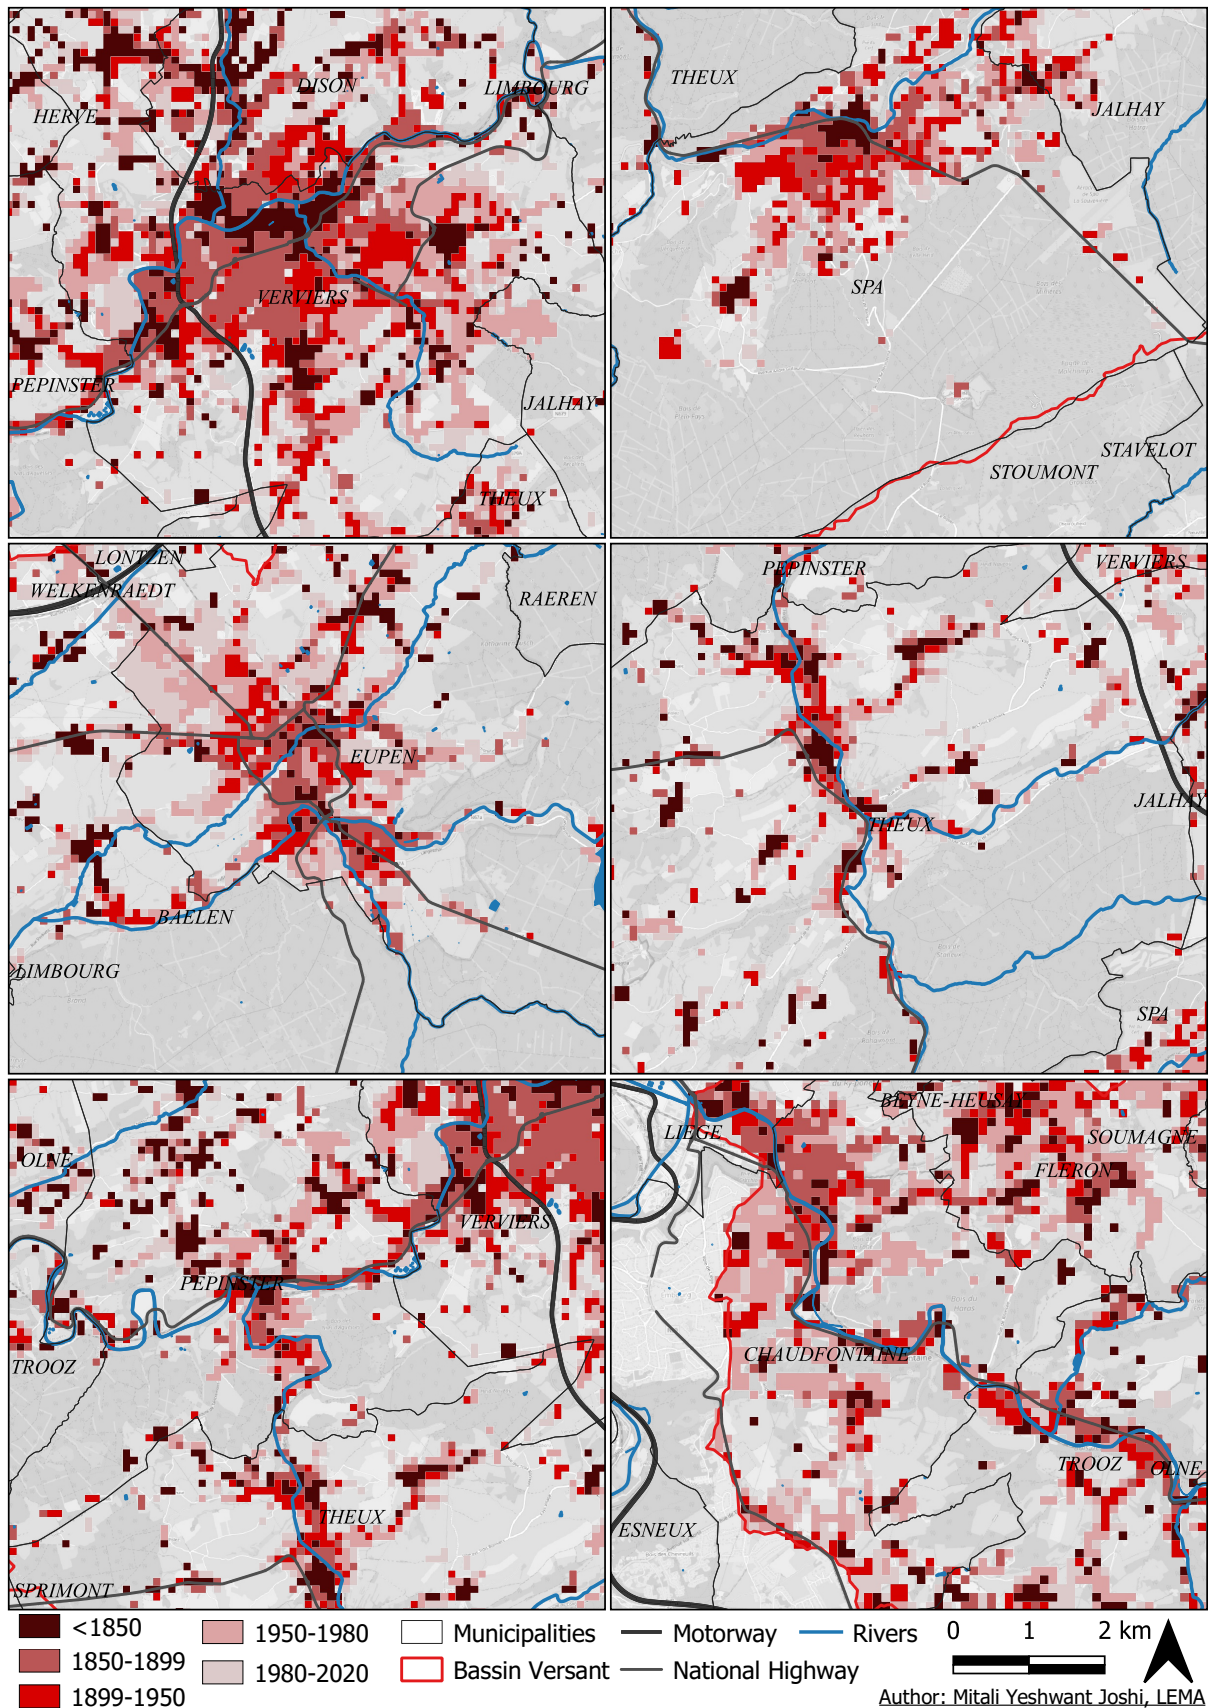 DISON
LIMBOURG
HERVE
VERVIERS
PEPINSTER
JALHAY
THEUX
THEUX
JALHAY
SPA
STAVELOT
STOUMONT
LONTZEN
WELKENRAEDT
RAEREN
EUPEN
BAELEN
LIMBOURG
PEPINSTER
VERVIERS
JALHAY
THEUX
SPA
OLNE
VERVIERS
PEPINSTER
TROOZ
THEUX
SPRIMONT
BEYNE-HEUSAY
LIEGE
SOUMAGNE
FLERON
CHAUDFONTAINE
TROOZ
OLNE
ESNEUX
<1850
1850-1899
1899-1950
1950-1980
1980-2020
Municipalities
Bassin Versant
Motorway
National Highway
Rivers
0 1 2 km
Author: Mitali Yeshwant Joshi, LEMA